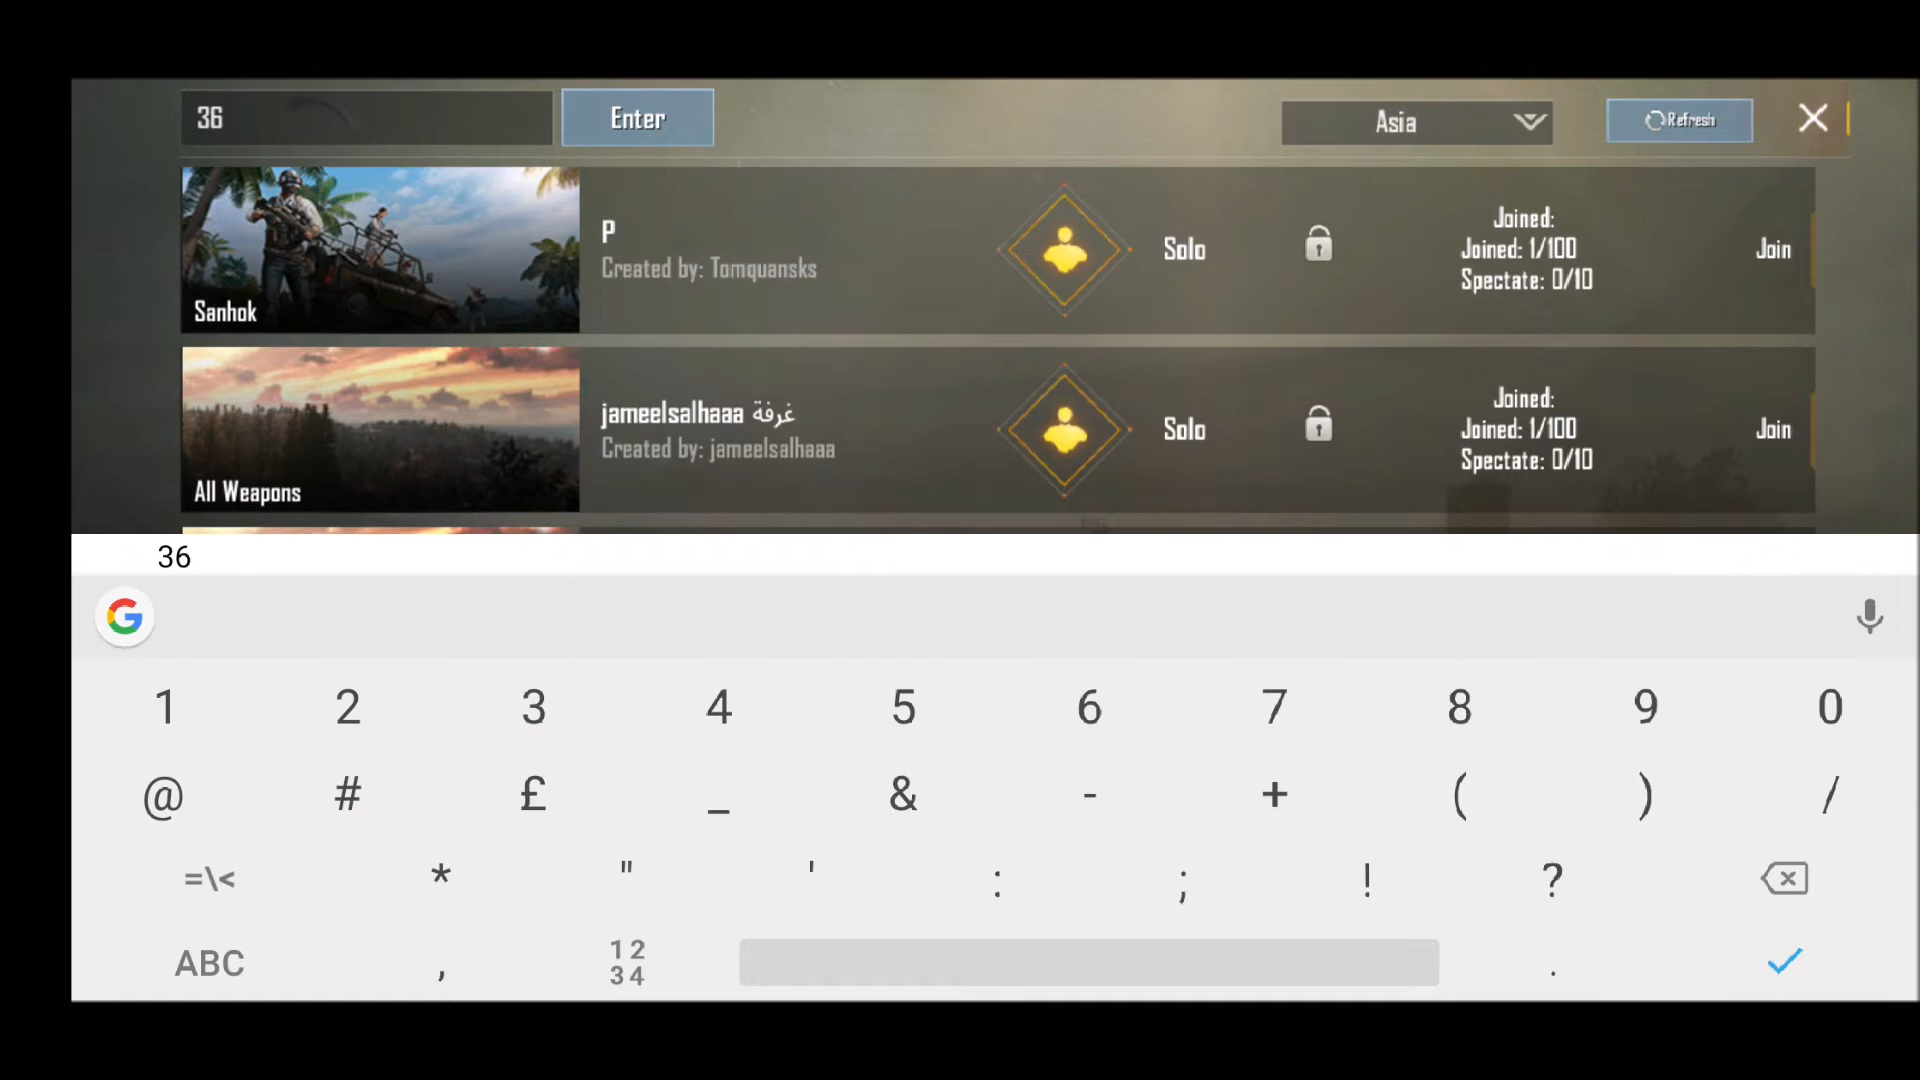 36
Enter
Asia
Refresh
P
Created by: Tomquansks
Sanhok
Solo
Joined:
Joined: 1/100
Spectate: 0/10
Join
jameelsalhaaa غرفة
Created by: jameelsalhaaa
All Weapons
Solo
Joined:
Joined: 1/100
Spectate: 0/10
Join
36
G
1 2 3 4 5 6 7 8 9 0
@ # £ _ & - + ( ) /
=\< * " ' : ; ! ?
ABC , 12 34 .